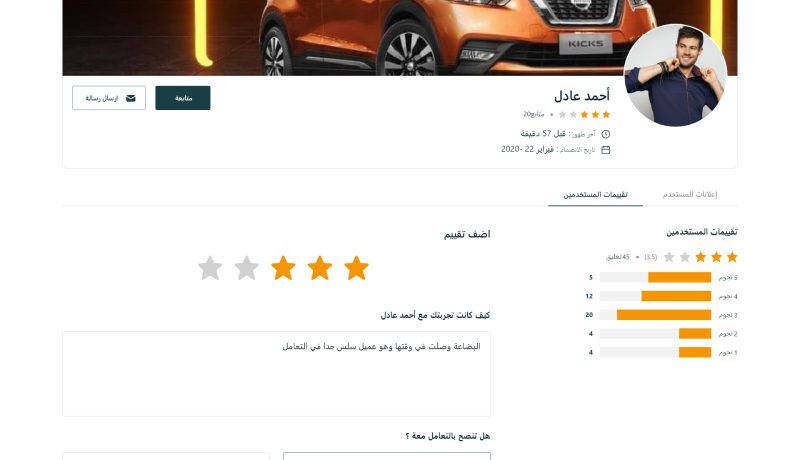 KICKS
أحمد عادل
متابع20
آخر ظهور : قبل 57 دقيقة
تاريخ الانضمام : فبراير 22 -2020
متابعة
ارسال رسالة
إعلانات المستخدم
تقييمات المستخدمين
تقييمات المستخدمين
(3.5) 45 تعليق
5 نجوم 5
4 نجوم 12
3 نجوم 20
2 نجوم 4
1 نجوم 4
اضف تقييم
كيف كانت تجربتك مع أحمد عادل
البضاعة وصلت في وقتها وهو عميل سلس جدا في التعامل
هل تنصح بالتعامل معة ؟